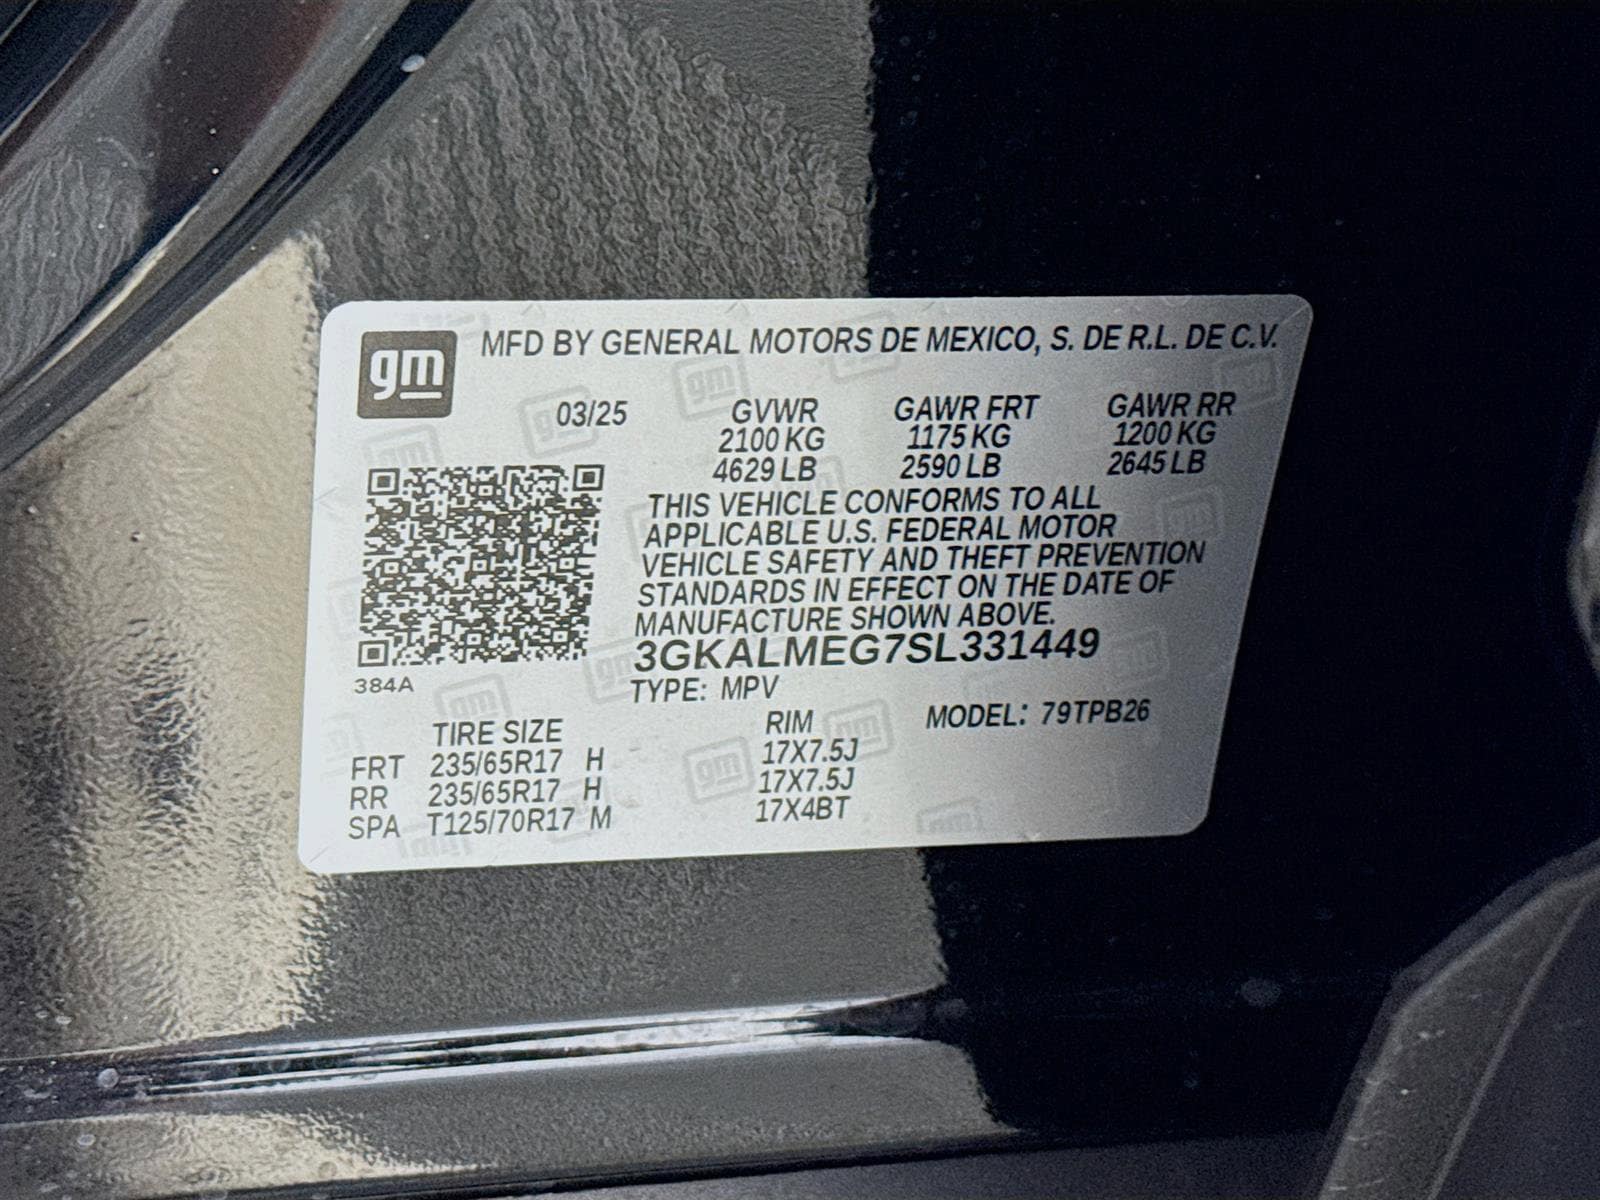 gm MFD BY GENERAL MOTORS DE MEXICO, S. DE R.L. DE C.V.
03/25 GVWR GAWR FRT GAWR RR
2100 KG 1175 KG 1200 KG
4629 LB 2590 LB 2645 LB
THIS VEHICLE CONFORMS TO ALL
APPLICABLE U.S. FEDERAL MOTOR
VEHICLE SAFETY AND THEFT PREVENTION
STANDARDS IN EFFECT ON THE DATE OF
MANUFACTURE SHOWN ABOVE.
3GKALMEG7SL331449
384A
TYPE: MPV
TIRE SIZE RIM MODEL: 79TPB26
FRT 235/65R17 H 17X7.5J
RR 235/65R17 H 17X7.5J
SPA T125/70R17 M 17X4BT